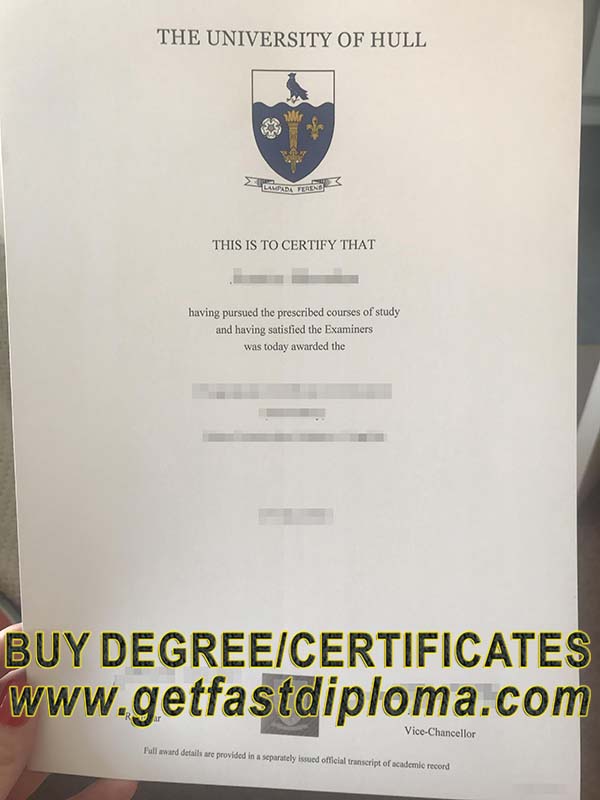 THE UNIVERSITY OF HULL
LAMPADA FERENS
THIS IS TO CERTIFY THAT
having pursued the prescribed courses of study
and having satisfied the Examiners
was today awarded the
BUY DEGREE/CERTIFICATES
www.getfastdiploma.com
Vice-Chancellor
Full award details are provided in a separately issued official transcript of academic record